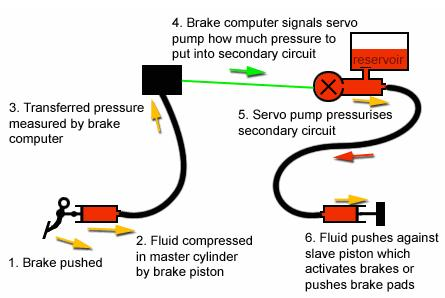 4. Brake computer signals servo
pump how much pressure to
put into secondary circuit
reservoir
3. Transferred pressure
measured by brake
computer
5. Servo pump pressurises
secondary circuit
1. Brake pushed
2. Fluid compressed
in master cylinder
by brake piston
6. Fluid pushes against
slave piston which
activates brakes or
pushes brake pads